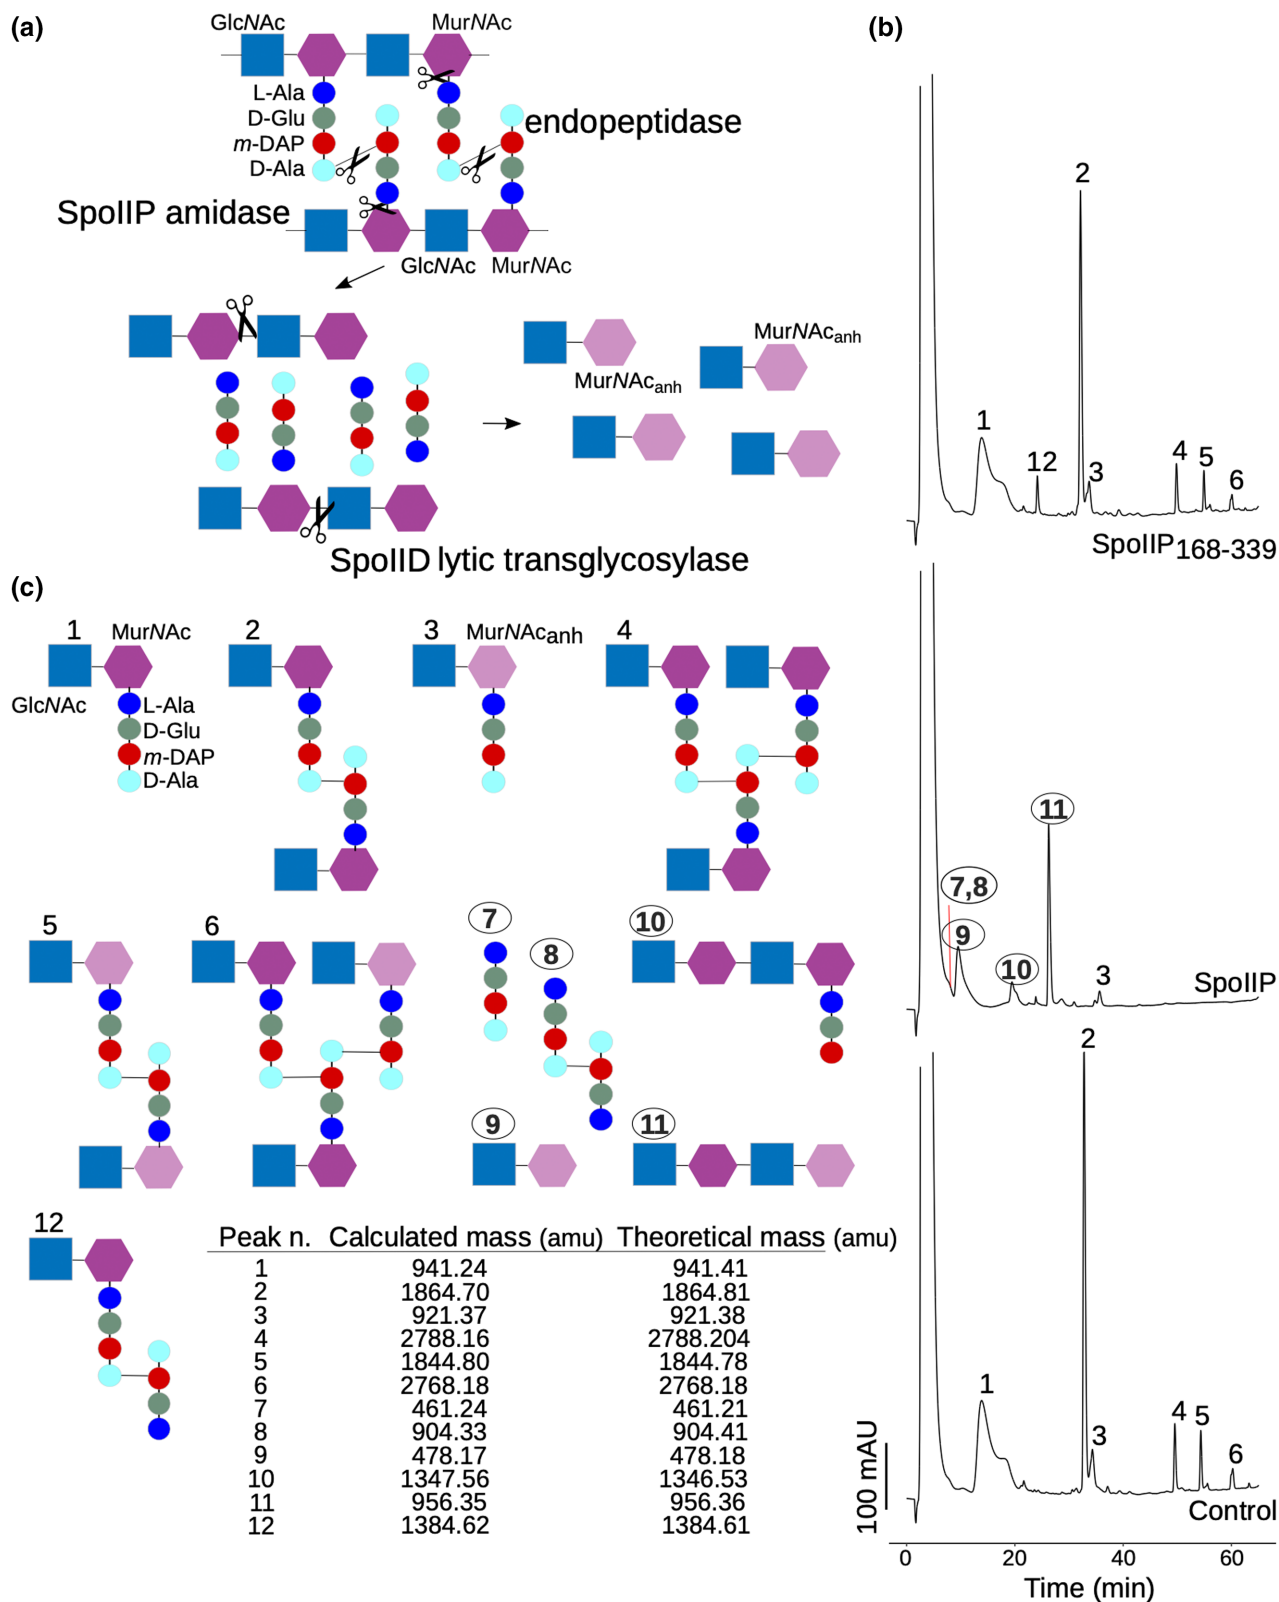 (a)
GlcNAc MurNAc
L-Ala
D-Glu
m-DAP
D-Ala
endopeptidase
SpoIIP amidase
GlcNAc MurNAc
MurNAcanh
MurNAcanh
SpoIID lytic transglycosylase
(b)
1
12
2
3
4
5
6
SpoIIP168-339
7,8
9
10
11
3
SpoIIP
1
2
3
4
5
6
100 mAU
Control
0 20 40 60
Time (min)
(c)
1 MurNAc
GlcNAc
L-Ala
D-Glu
m-DAP
D-Ala
2
3 MurNAcanh
4
5
6
7
8
9
10
11
12
Peak n. Calculated mass (amu) Theoretical mass (amu)
1 941.24 941.41
2 1864.70 1864.81
3 921.37 921.38
4 2788.16 2788.204
5 1844.80 1844.78
6 2768.18 2768.18
7 461.24 461.21
8 904.33 904.41
9 478.17 478.18
10 1347.56 1346.53
11 956.35 956.36
12 1384.62 1384.61